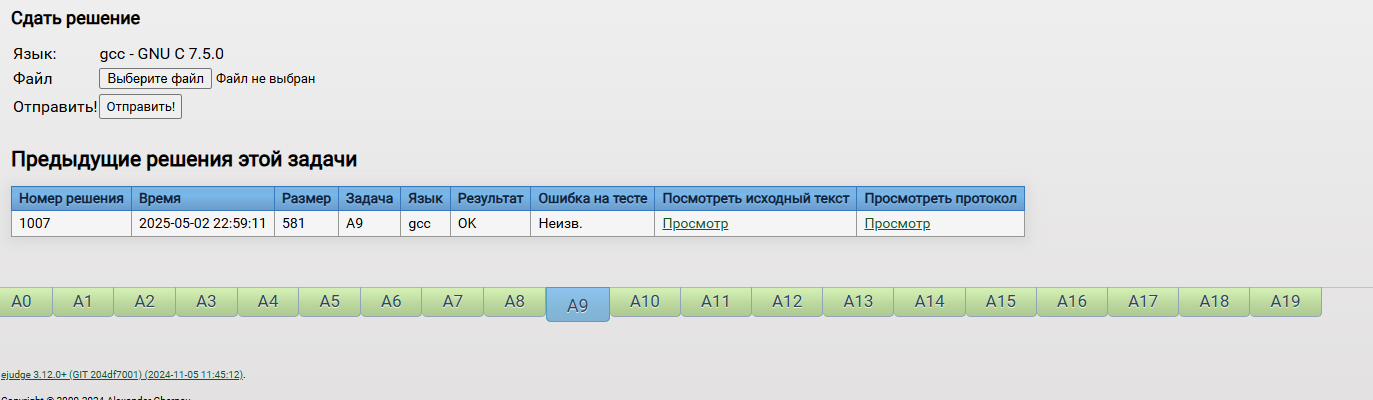 Сдать решение
Язык: gcc - GNU C 7.5.0
Файл Выберите файл Файл не выбран
Отправить! Отправить!
Предыдущие решения этой задачи
Номер решения Время Размер Задача Язык Результат Ошибка на тесте Посмотреть исходный текст Просмотреть протокол
1007 2025-05-02 22:59:11 581 A9 gcc OK Неизв. Просмотр Просмотр
A0 A1 A2 A3 A4 A5 A6 A7 A8 A9 A10 A11 A12 A13 A14 A15 A16 A17 A18 A19
ejudge 3.12.0+ (GIT 204df7001) (2024-11-05 11:45:12).